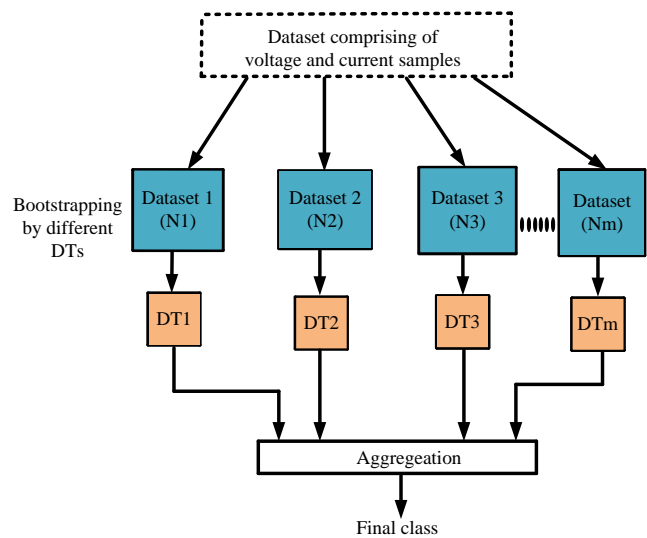 Dataset comprising of
voltage and current samples
Bootstrapping
by different
DTs
Dataset 1
(N1)
Dataset 2
(N2)
Dataset 3
(N3)
Dataset
(Nm)
DT1
DT2
DT3
DTm
Aggregeation
Final class